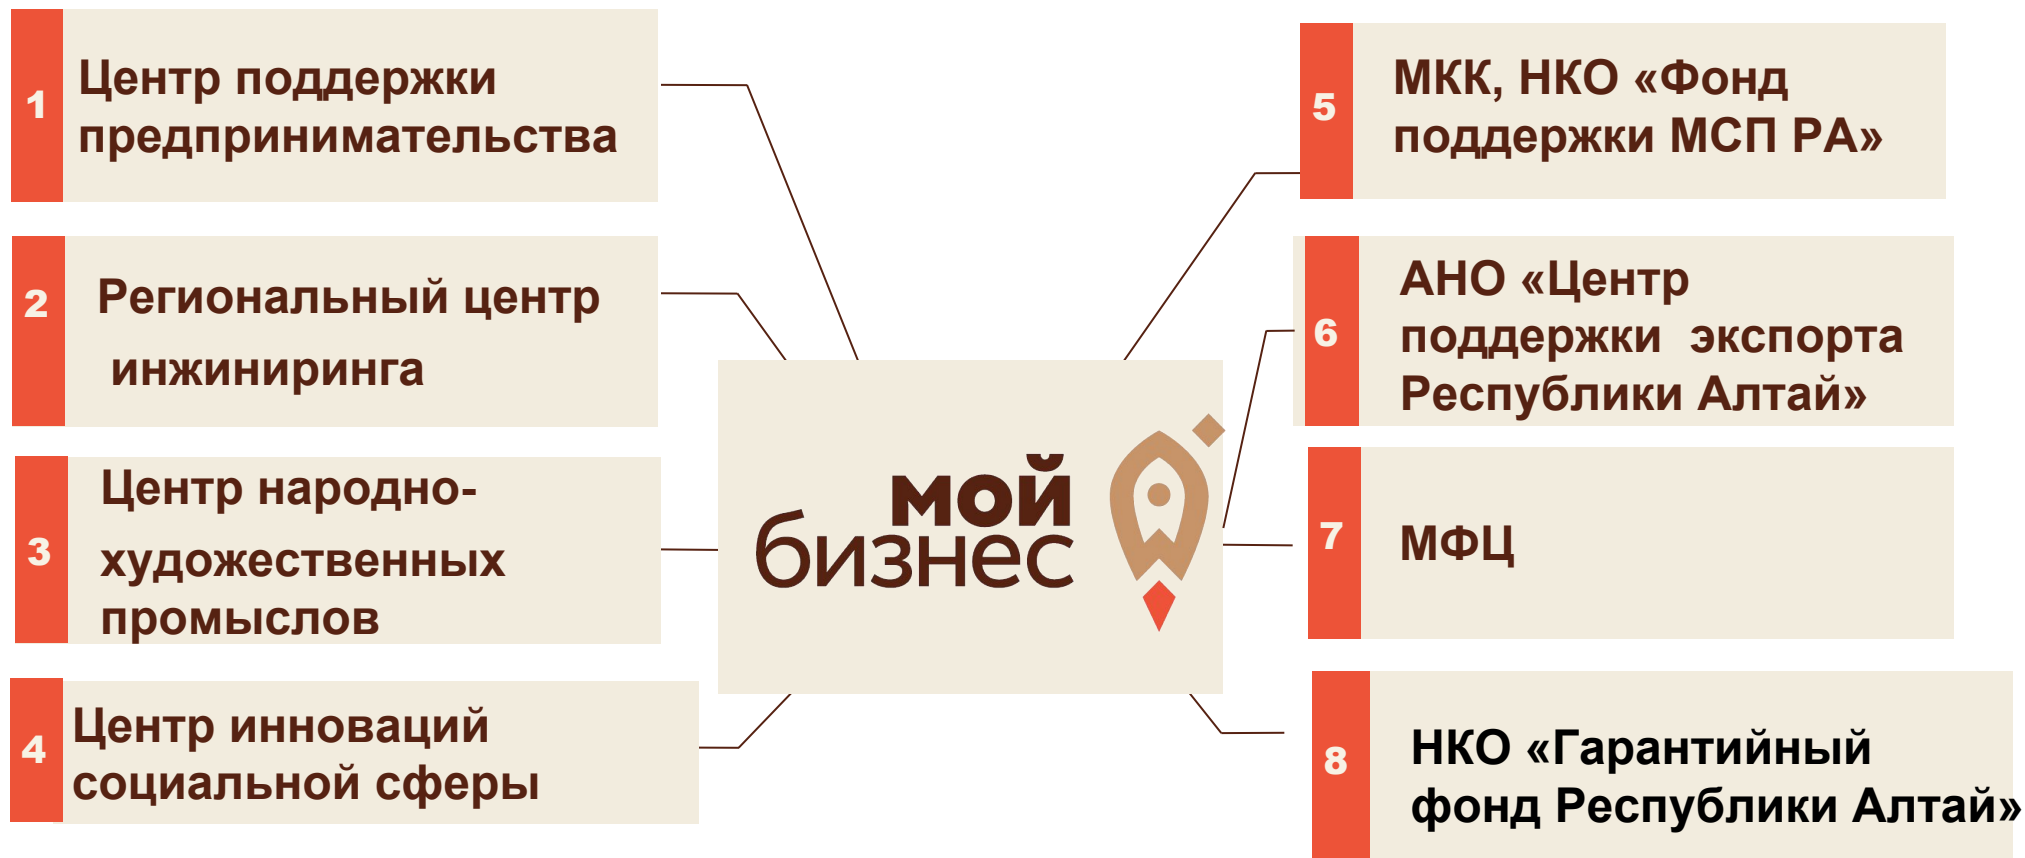 1
Центр поддержки
предпринимательства
2
Региональный центр
инжиниринга
3
Центр народно-
художественных
промыслов
4
Центр инноваций
социальной сферы
мой
бизнес
5
МКК, НКО «Фонд
поддержки МСП РА»
6
АНО «Центр
поддержки экспорта
Республики Алтай»
7
МФЦ
8
НКО «Гарантийный
фонд Республики Алтай»